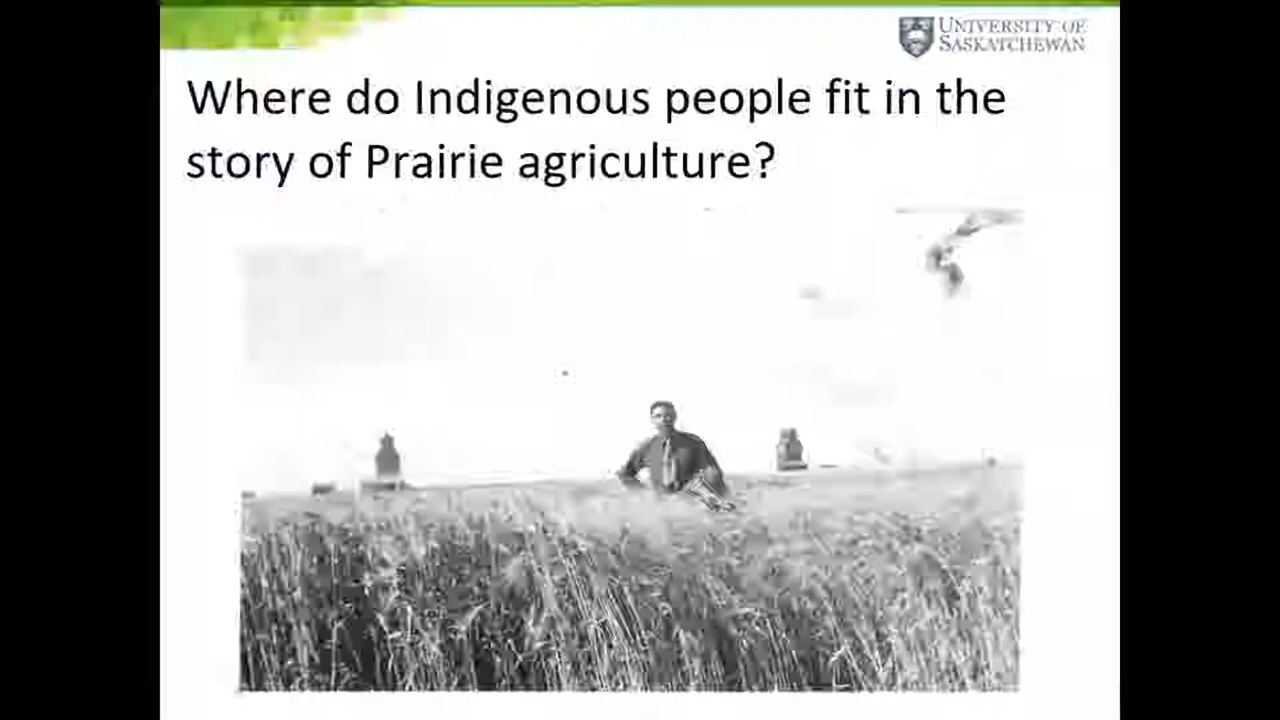 UNIVERSITY OF
SASKATCHEWAN
Where do Indigenous people fit in the
story of Prairie agriculture?